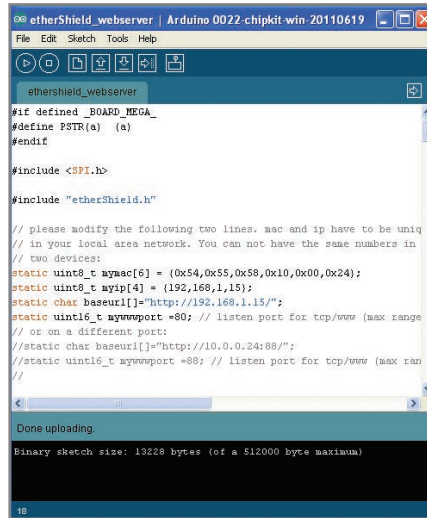 etherShield_webserver | Arduino 0022-chipkit-win-20110619
File Edit Sketch Tools Help
ethershield_webserver
#if defined _BOARD_MEGA_
#define PSTR(a) (a)
#endif
#include <SPI.h>
#include "etherShield.h"
// please modify the following two lines. mac and ip have to be uniq
// in your local area network. You can not have the same numbers in
// two devices:
static uint8_t mymac[6] = {0x54,0x55,0x58,0x10,0x00,0x24};
static uint8_t myip[4] = {192,168,1,15};
static char baseurl[]="http://192.168.1.15/";
static uint16_t mywwwport =80; // listen port for tcp/www (max range
// or on a different port:
//static char baseurl[]="http://10.0.0.24:88/";
//static uint16_t mywwwport =88; // listen port for tcp/www (max ran
//
Done uploading.
Binary sketch size: 13228 bytes (of a 512000 byte maximum)
18